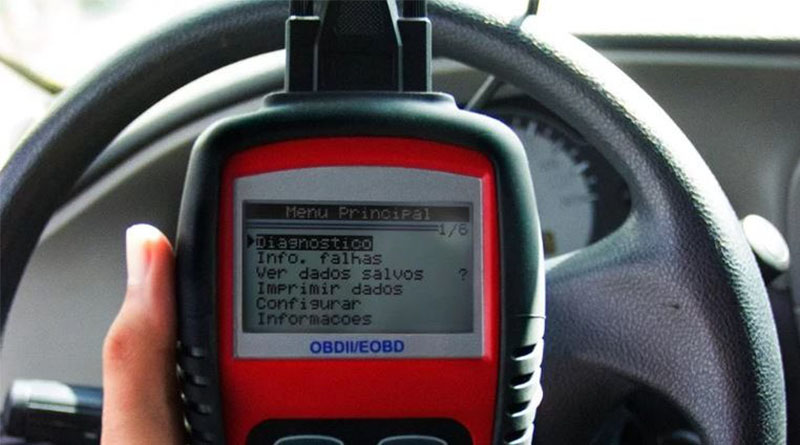 Menu Principal
1/6
Diagnostico
Info. falhas
Ver dados salvos ?
Imprimir dados
Configurar
Informacoes
OBDII/EOBD